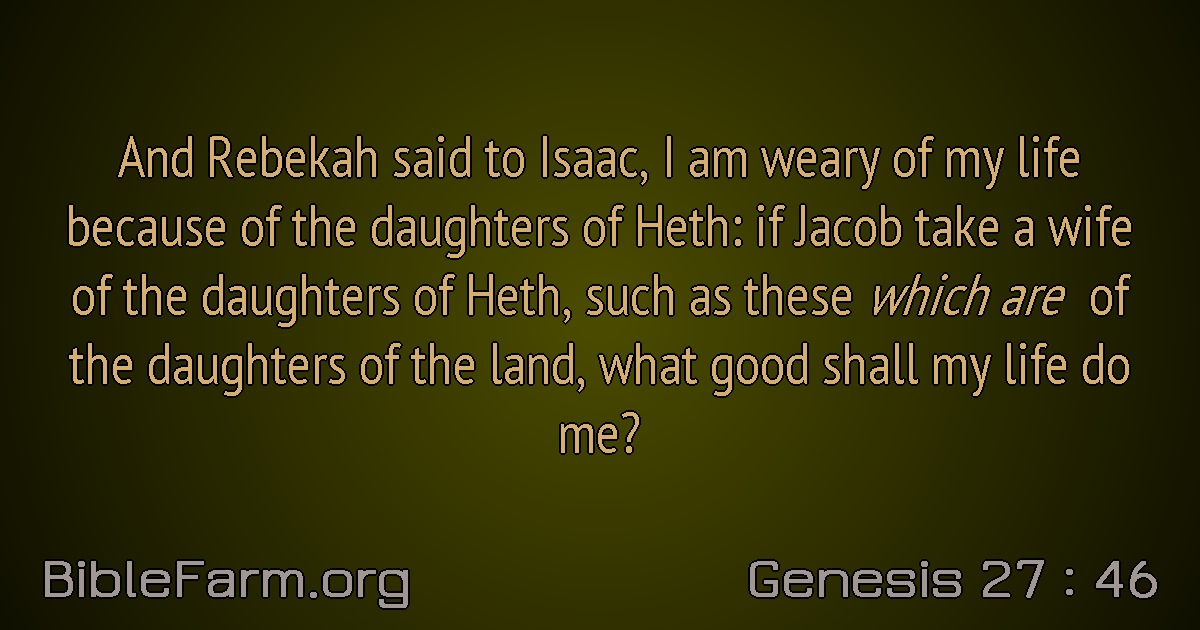 And Rebekah said to Isaac, I am weary of my life
because of the daughters of Heth: if Jacob take a wife
of the daughters of Heth, such as these which are of
the daughters of the land, what good shall my life do
me?
BibleFarm.org
Genesis 27 : 46